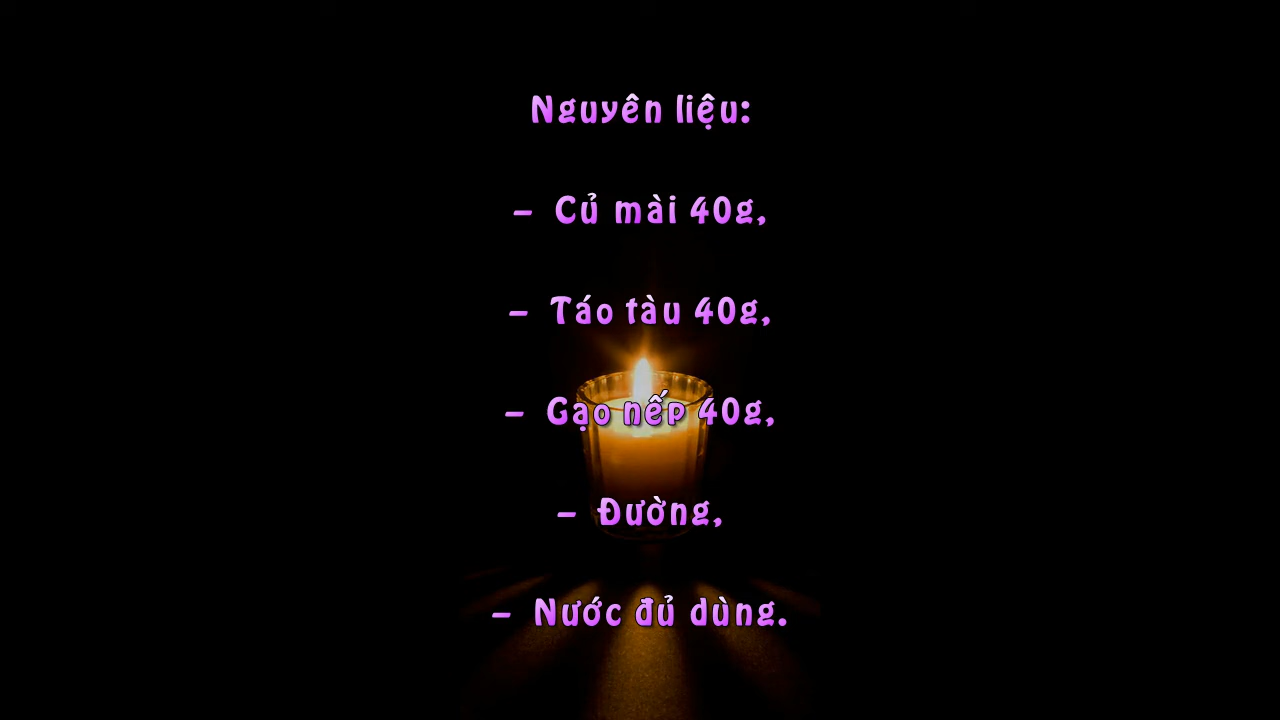 Nguyên liệu:
– Củ mài 40g,
– Táo tàu 40g,
– Gạo nếp 40g,
– Đường,
– Nước đủ dùng.